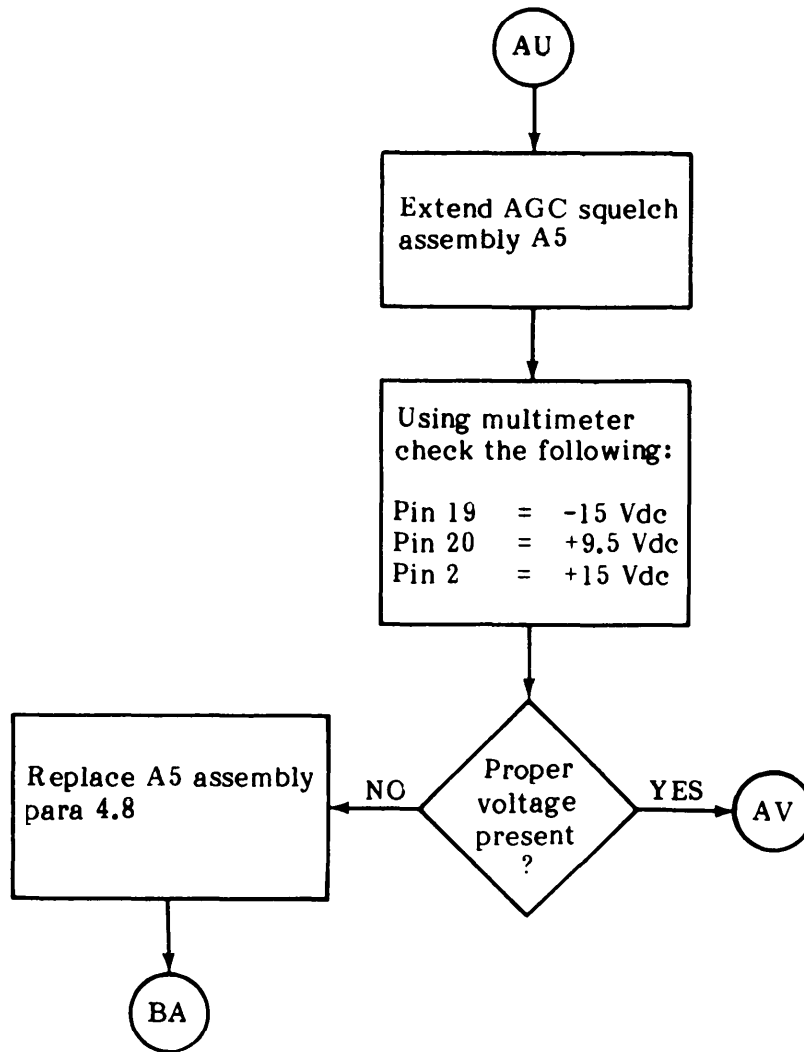 AU
Extend AGC squelch
assembly A5
Using multimeter
check the following:
Pin 19 = -15 Vdc
Pin 20 = +9.5 Vdc
Pin 2 = +15 Vdc
Proper
voltage
present
?
NO
YES
Replace A5 assembly
para 4.8
AV
BA